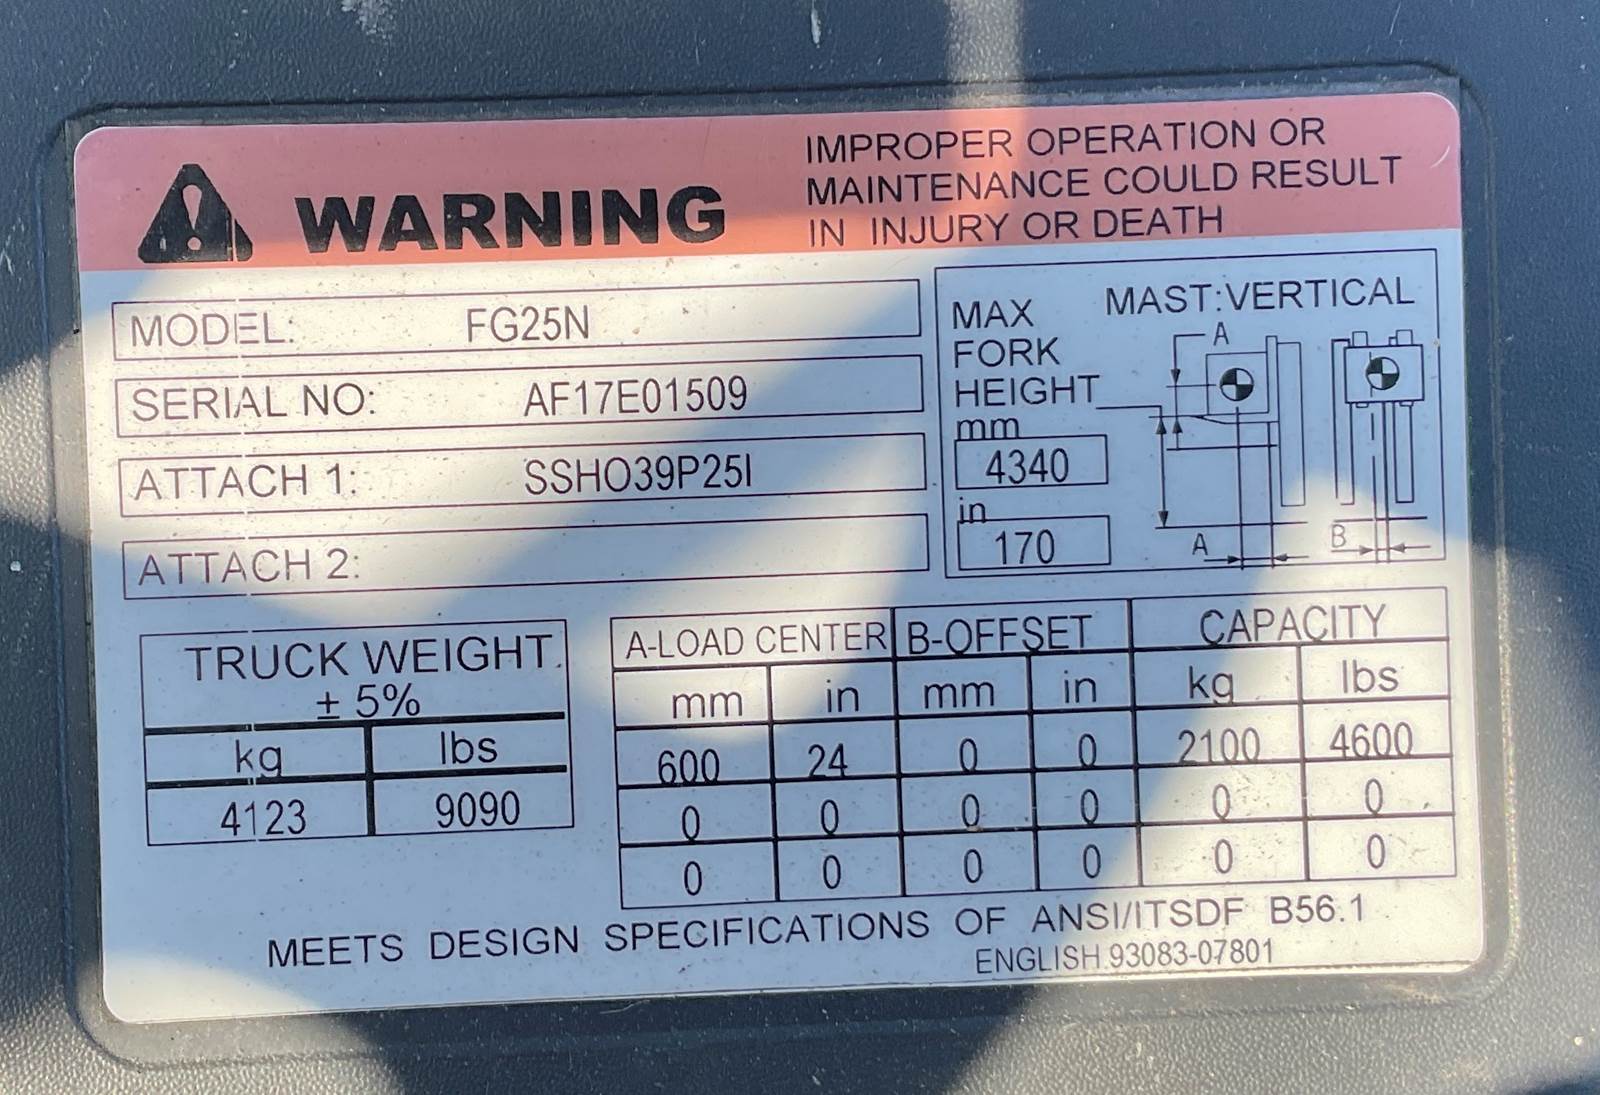 WARNING
IMPROPER OPERATION OR
MAINTENANCE COULD RESULT
IN INJURY OR DEATH
MODEL: FG25N
SERIAL NO: AF17E01509
ATTACH 1: SSHO39P25I
ATTACH 2:
MAX
FORK
HEIGHT
mm
4340
in
170
MAST:VERTICAL
A
A
B
TRUCK WEIGHT
± 5%
kg lbs
4123 9090
A-LOAD CENTER B-OFFSET CAPACITY
mm in mm in kg lbs
600 24 0 0 2100 4600
0 0 0 0 0 0
0 0 0 0 0 0
MEETS DESIGN SPECIFICATIONS OF ANSI/ITSDF B56.1
ENGLISH 93083-07801